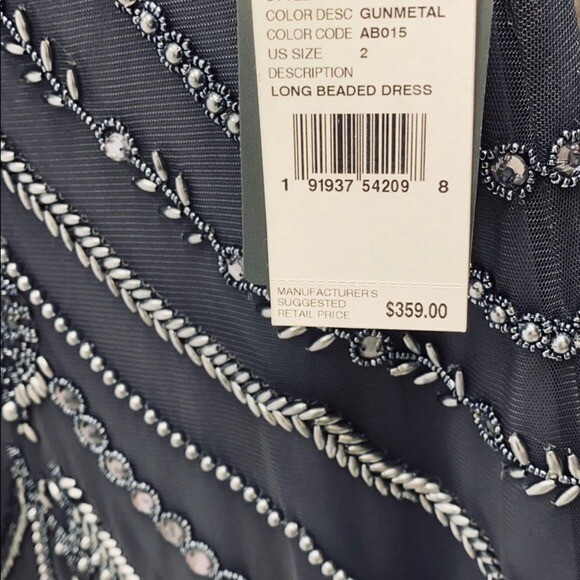 COLOR DESC GUNMETAL
COLOR CODE AB015
US SIZE 2
DESCRIPTION
LONG BEADED DRESS
1 91937 54209 8
MANUFACTURER'S
SUGGESTED
RETAIL PRICE $359.00